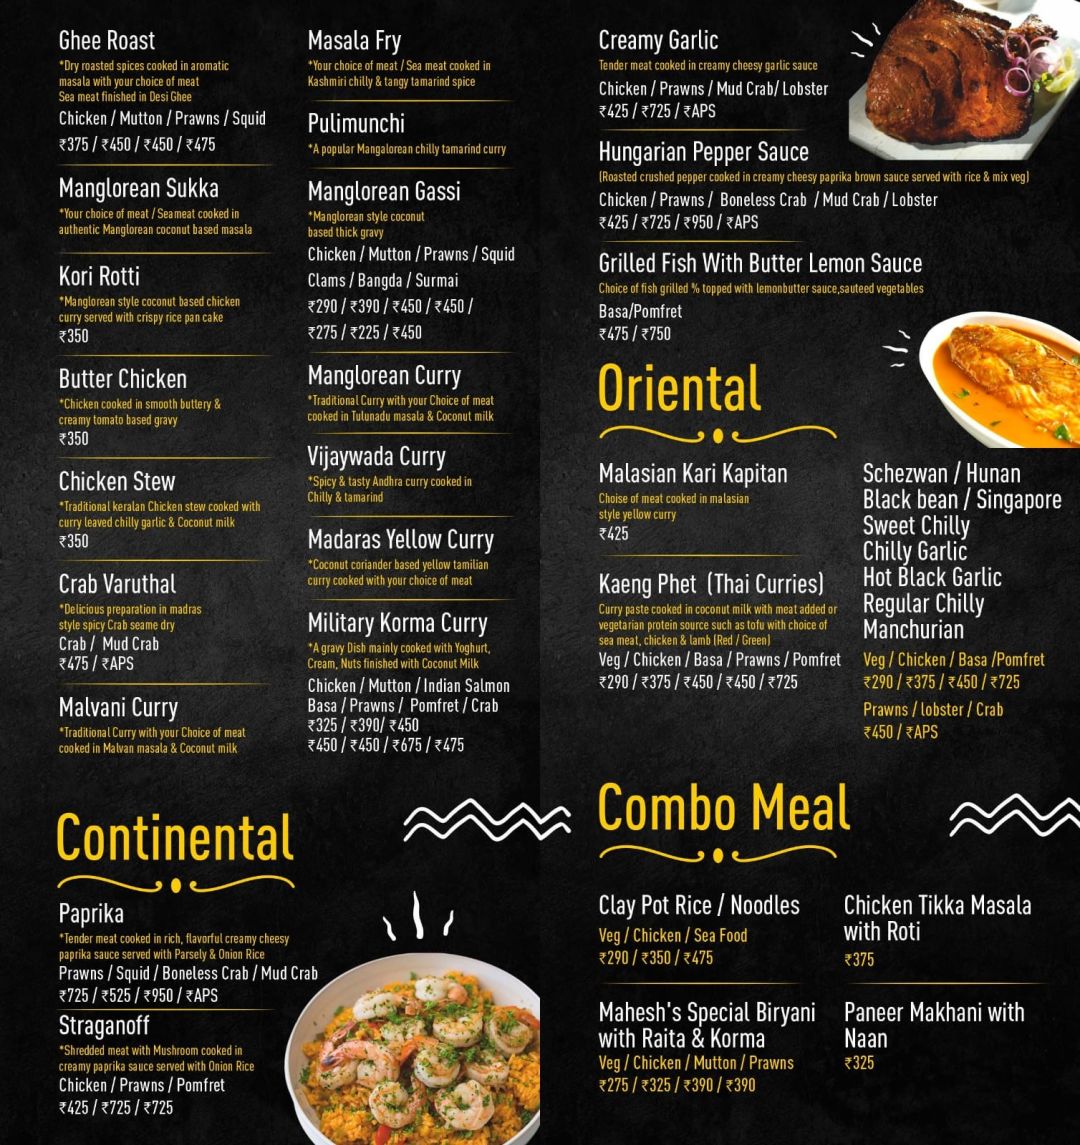 Ghee Roast
*Dry roasted spices cooked in aromatic
masala with your choice of meat
Sea meat finished in Desi Ghee
Chicken / Mutton / Prawns / Squid
₹375 / ₹450 / ₹450 / ₹475
Manglorean Sukka
*Your choice of meat / Seameat cooked in
authentic Manglorean coconut based masala
Kori Rotti
*Manglorean style coconut based chicken
curry served with crispy rice pan cake
₹350
Butter Chicken
*Chicken cooked in smooth buttery &
creamy tomato based gravy
₹350
Chicken Stew
*Traditional keralan Chicken stew cooked with
curry leaved chilly garlic & Coconut milk
₹350
Crab Varuthal
*Delicious preparation in madras
style spicy Crab seame dry
Crab / Mud Crab
₹475 / ₹APS
Malvani Curry
*Traditional Curry with your Choice of meat
cooked in Malvan masala & Coconut milk
Masala Fry
*Your choice of meat / Sea meat cooked in
Kashmiri chilly & tangy tamarind spice
Pulimunchi
*A popular Mangalorean chilly tamarind curry
Manglorean Gassi
*Manglorean style coconut
based thick gravy
Chicken / Mutton / Prawns / Squid
Clams / Bangda / Surmai
₹290 / ₹390 / ₹450 / ₹450 /
₹275 / ₹225 / ₹450
Manglorean Curry
*Traditional Curry with your Choice of meat
cooked in Tulunadu masala & Coconut milk
Vijaywada Curry
*Spicy & tasty Andhra curry cooked in
Chilly & tamarind
Madaras Yellow Curry
*Coconut coriander based yellow tamilian
curry cooked with your choice of meat
Military Korma Curry
*A gravy Dish mainly cooked with Yoghurt,
Cream, Nuts finished with Coconut Milk
Chicken / Mutton / Indian Salmon
Basa / Prawns / Pomfret / Crab
₹325 / ₹390/ ₹450
₹450 / ₹450 / ₹675 / ₹475
Continental
Paprika
*Tender meat cooked in rich, flavorful creamy cheesy
paprika sauce served with Parsely & Onion Rice
Prawns / Squid / Boneless Crab / Mud Crab
₹725 / ₹525 / ₹950 / ₹APS
Straganoff
*Shredded meat with Mushroom cooked in
creamy paprika sauce served with Onion Rice
Chicken / Prawns / Pomfret
₹425 / ₹725 / ₹725
Creamy Garlic
Tender meat cooked in creamy cheesy garlic sauce
Chicken / Prawns / Mud Crab/ Lobster
₹425 / ₹725 / ₹APS
Hungarian Pepper Sauce
(Roasted crushed pepper cooked in creamy cheesy paprika brown sauce served with rice & mix veg)
Chicken / Prawns / Boneless Crab / Mud Crab / Lobster
₹425 / ₹725 / ₹950 / ₹APS
Grilled Fish With Butter Lemon Sauce
Choice of fish grilled % topped with lemonbutter sauce,sauteed vegetables
Basa/Pomfret
₹475 / ₹750
Oriental
Malasian Kari Kapitan
Choise of meat cooked in malasian
style yellow curry
₹425
Kaeng Phet (Thai Curries)
Curry paste cooked in coconut milk with meat added or
vegetarian protein source such as tofu with choice of
sea meat, chicken & lamb (Red / Green)
Veg / Chicken / Basa / Prawns / Pomfret
₹290 / ₹375 / ₹450 / ₹450 / ₹725
Schezwan / Hunan
Black bean / Singapore
Sweet Chilly
Chilly Garlic
Hot Black Garlic
Regular Chilly
Manchurian
Veg / Chicken / Basa /Pomfret
₹290 / ₹375 / ₹450 / ₹725
Prawns / lobster / Crab
₹450 / ₹APS
Combo Meal
Clay Pot Rice / Noodles
Veg / Chicken / Sea Food
₹290 / ₹350 / ₹475
Mahesh's Special Biryani
with Raita & Korma
Veg / Chicken / Mutton / Prawns
₹275 / ₹325 / ₹390 / ₹390
Chicken Tikka Masala
with Roti
₹375
Paneer Makhani with
Naan
₹325